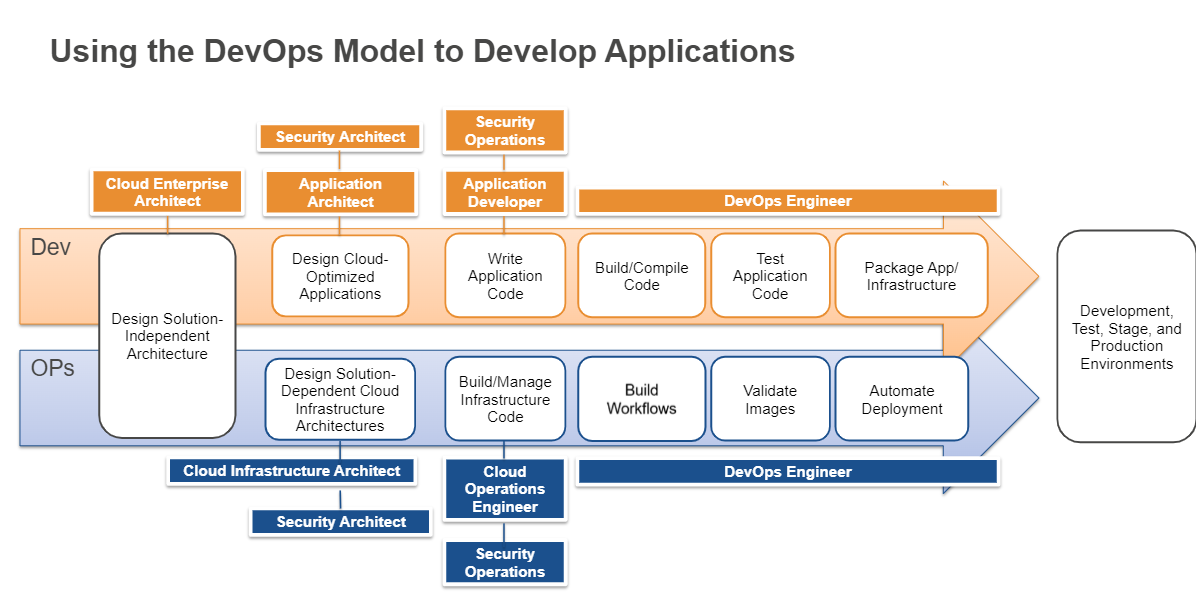 Using the DevOps Model to Develop Applications
Security
Operations
Security Architect
Cloud Enterprise
Architect
Application
Architect
Application
Developer
DevOps Engineer
Dev
Design Solution-
Independent
Architecture
Design Cloud-
Optimized
Applications
Write
Application
Code
Build/Compile
Code
Test
Application
Code
Package App/
Infrastructure
Development,
Test, Stage, and
Production
Environments
OPs
Design Solution-
Dependent Cloud
Infrastructure
Architectures
Build/Manage
Infrastructure
Code
Build
Workflows
Validate
Images
Automate
Deployment
Cloud Infrastructure Architect
Cloud
Operations
Engineer
DevOps Engineer
Security Architect
Security
Operations